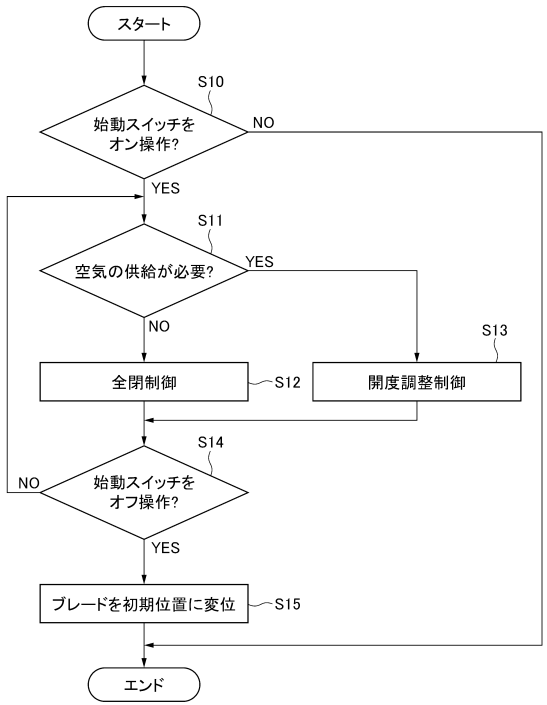 スタート
S10
始動スイッチを
オン操作?
NO
YES
S11
空気の供給が必要?
YES
NO
S13
全閉制御
S12
開度調整制御
S14
始動スイッチを
オフ操作?
NO
YES
ブレードを初期位置に変位
S15
エンド